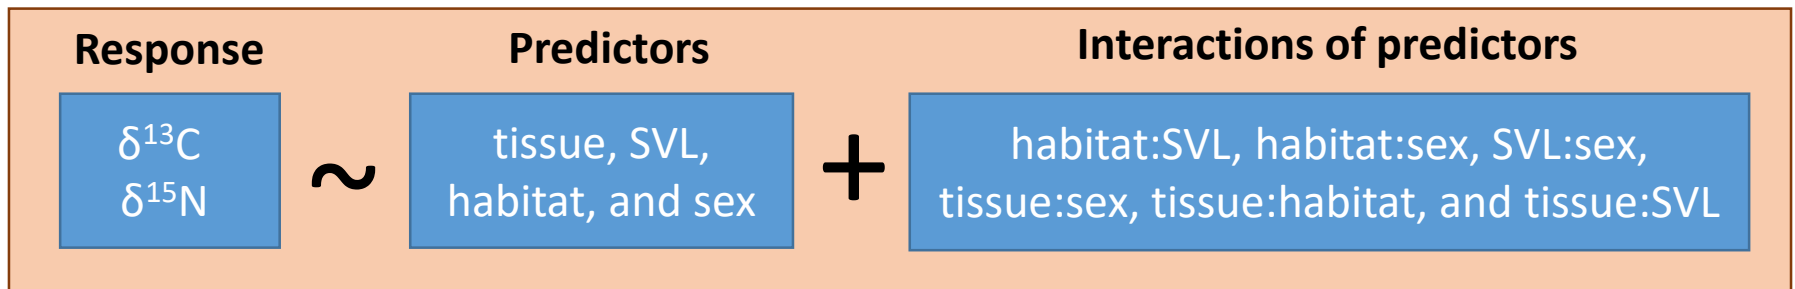 Response
δ¹³C
δ¹⁵N
~
Predictors
tissue, SVL,
habitat, and sex
+
Interactions of predictors
habitat:SVL, habitat:sex, SVL:sex,
tissue:sex, tissue:habitat, and tissue:SVL